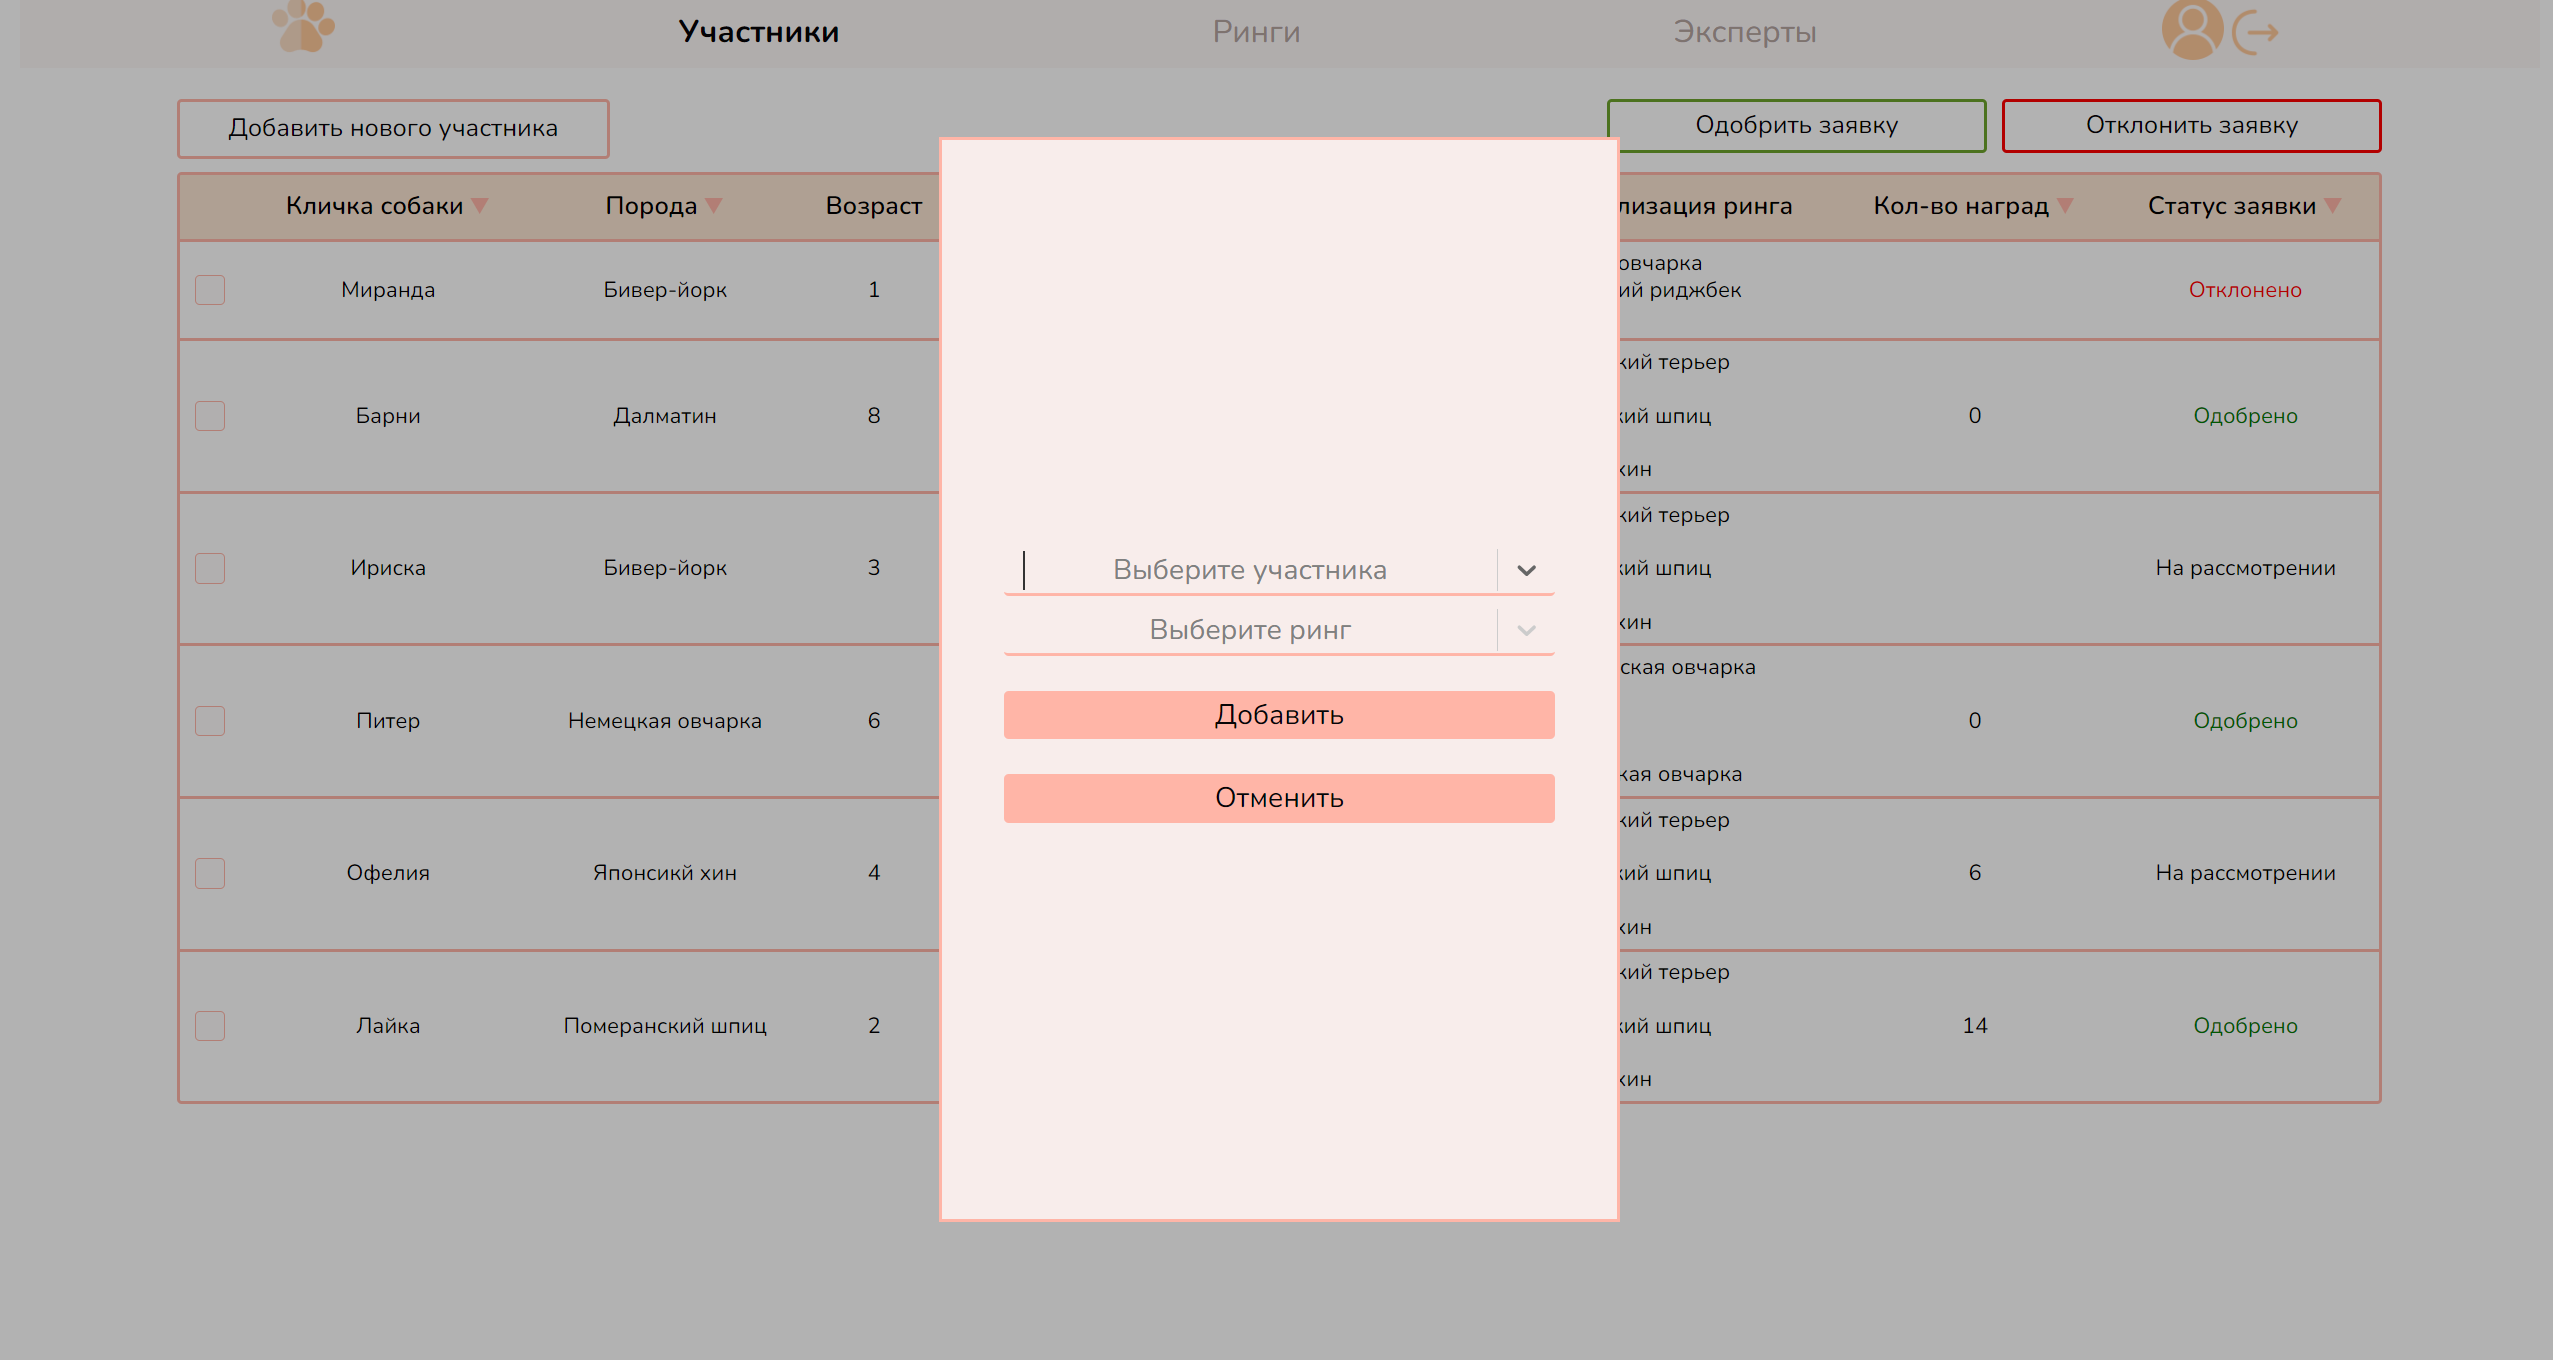 Участники Ринги Эксперты
Добавить нового участника Одобрить заявку Отклонить заявку
Кличка собаки Порода Возраст лизация ринга Кол-во наград Статус заявки
овчарка
Миранда Бивер-йорк 1 ий риджбек Отклонено
кий терьер
Барни Далматин 8 кий шпиц 0 Одобрено
хин
кий терьер
Ириска Бивер-йорк 3 кий шпиц На рассмотрении
хин
Выберите участника
Выберите ринг
ская овчарка
Питер Немецкая овчарка 6 0 Одобрено
кая овчарка
Добавить
Отменить
кий терьер
Офелия Японсикй хин 4 кий шпиц 6 На рассмотрении
хин
кий терьер
Лайка Померанский шпиц 2 кий шпиц 14 Одобрено
хин